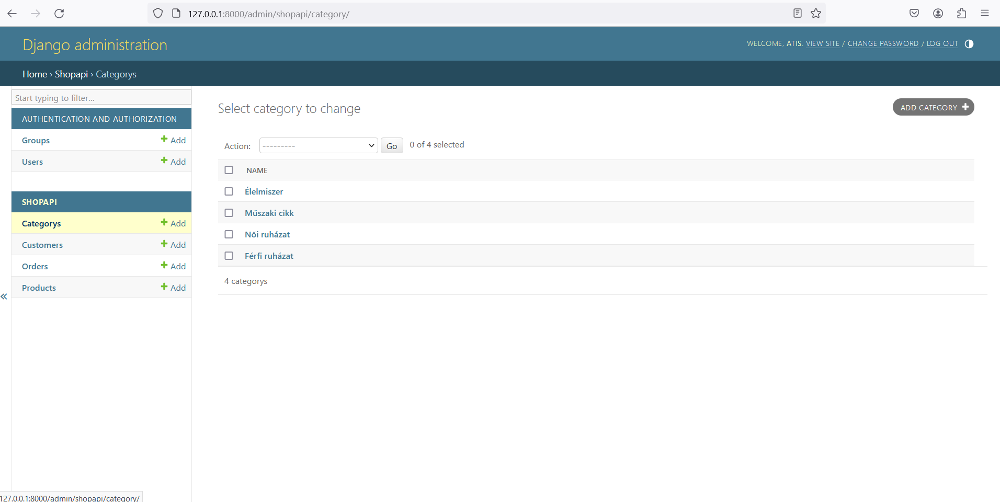 127.0.0.1:8000/admin/shopapi/category/
Django administration
WELCOME, ATIS. VIEW SITE / CHANGE PASSWORD / LOG OUT
Home › Shopapi › Categorys
Start typing to filter...
AUTHENTICATION AND AUTHORIZATION
Groups Add
Users Add
SHOPAPI
Categorys Add
Customers Add
Orders Add
Products Add
«
Select category to change
ADD CATEGORY
Action: --------- Go 0 of 4 selected
NAME
Élelmiszer
Műszaki cikk
Női ruházat
Férfi ruházat
4 categorys
127.0.0.1:8000/admin/shopapi/category/